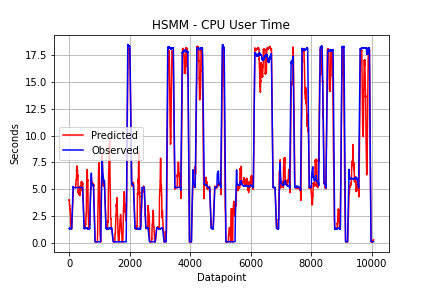 HSMM - CPU User Time
17.5
15.0
12.5
10.0
7.5
5.0
2.5
0.0
Seconds
Predicted
Observed
0 2000 4000 6000 8000 10000
Datapoint